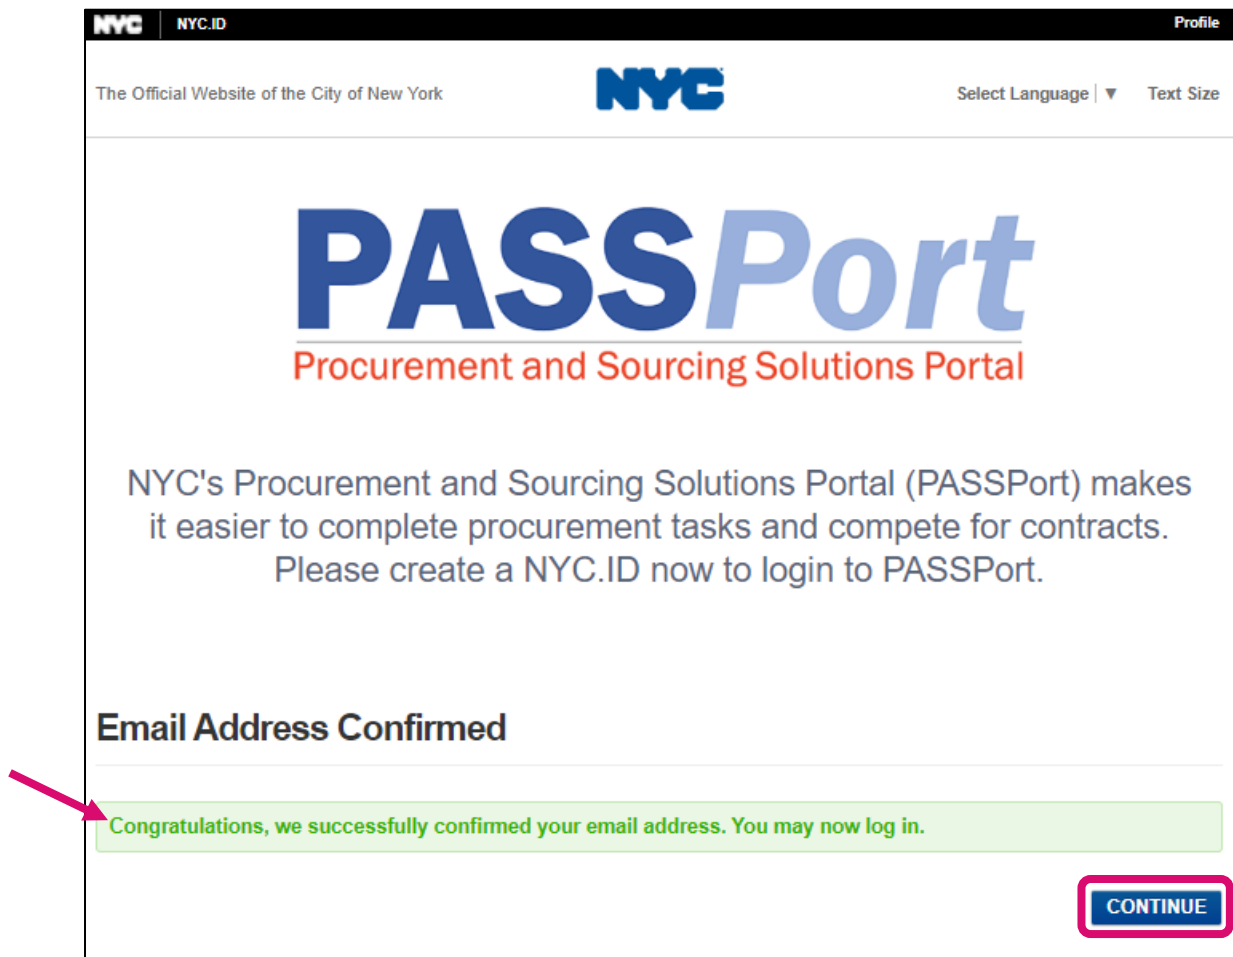 NYC NYC.ID Profile
The Official Website of the City of New York NYC Select Language ▼ Text Size
PASSPort
Procurement and Sourcing Solutions Portal
NYC's Procurement and Sourcing Solutions Portal (PASSPort) makes
it easier to complete procurement tasks and compete for contracts.
Please create a NYC.ID now to login to PASSPort.
Email Address Confirmed
Congratulations, we successfully confirmed your email address. You may now log in.
CONTINUE